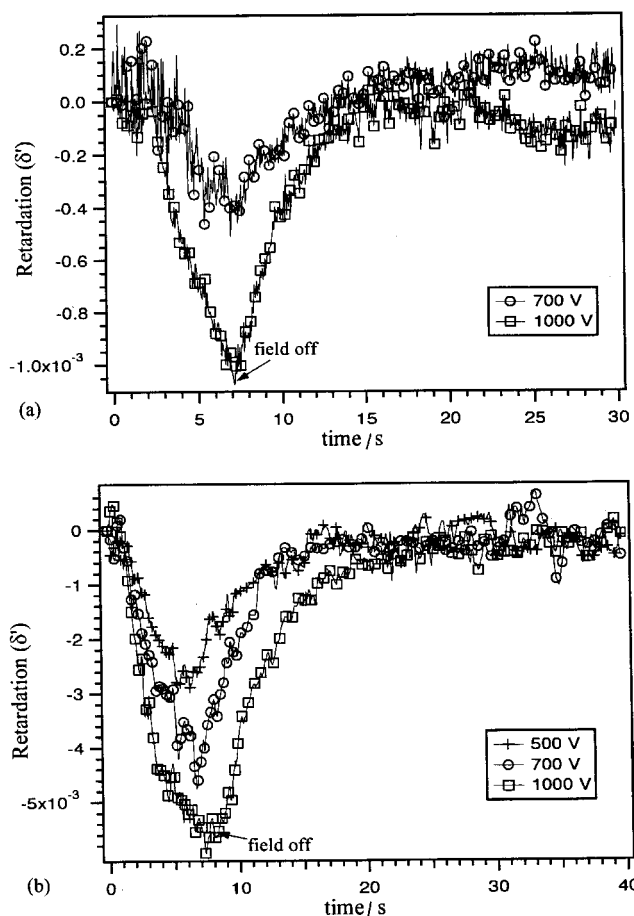 0.2
0.0
-0.2
-0.4
-0.6
-0.8
-1.0x10⁻³
Retardation (δ')
700 V
1000 V
field off
(a)
0 5 10 15 20 25 30
time / s
0
-1
-2
-3
-4
-5x10⁻³
Retardation (δ')
500 V
700 V
1000 V
field off
(b)
0 10 20 30 40
time / s